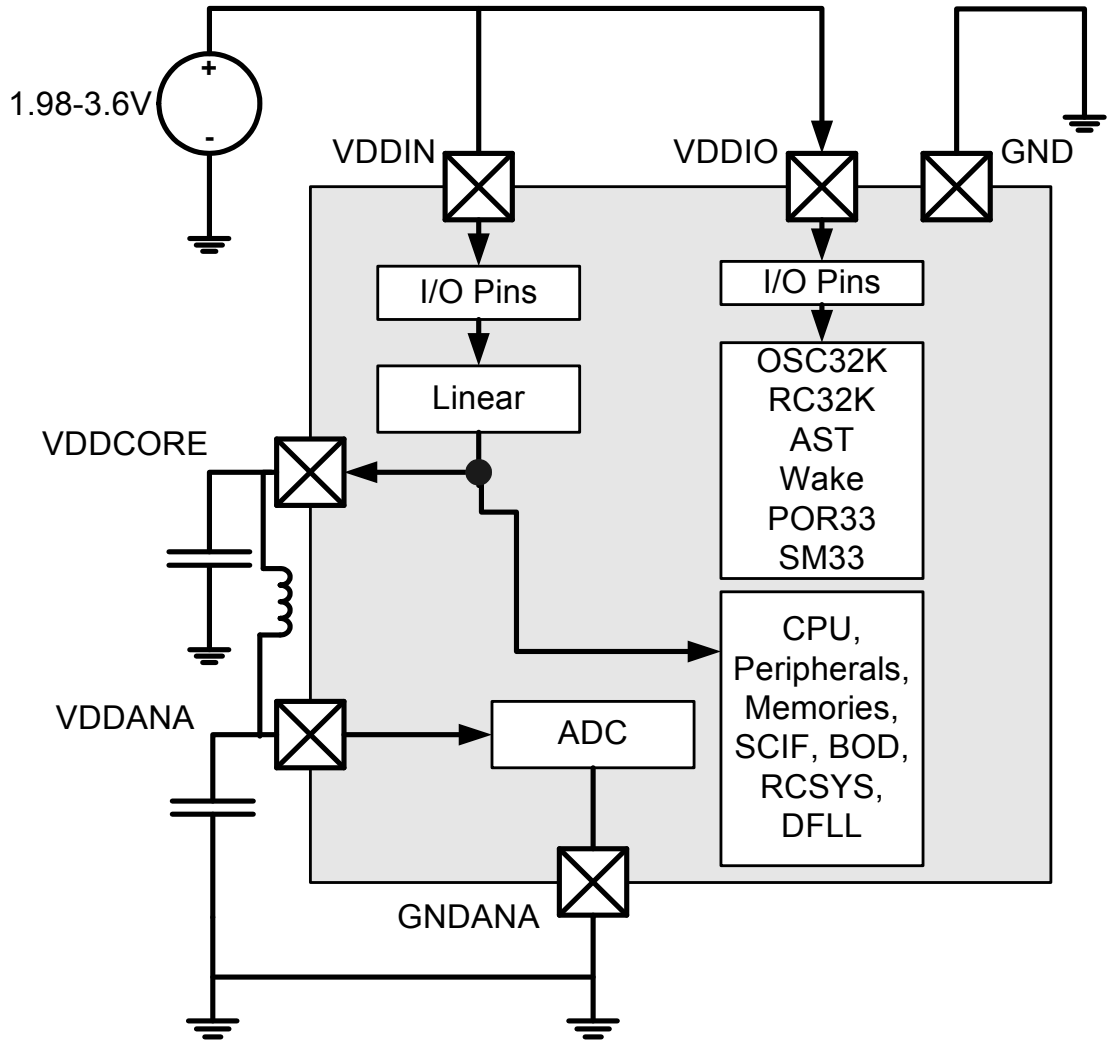 +
1.98-3.6V
-
VDDIN
VDDIO
GND
I/O Pins
I/O Pins
Linear
OSC32K
RC32K
AST
Wake
POR33
SM33
VDDCORE
CPU,
Peripherals,
Memories,
SCIF, BOD,
RCSYS,
DFLL
VDDANA
ADC
GNDANA